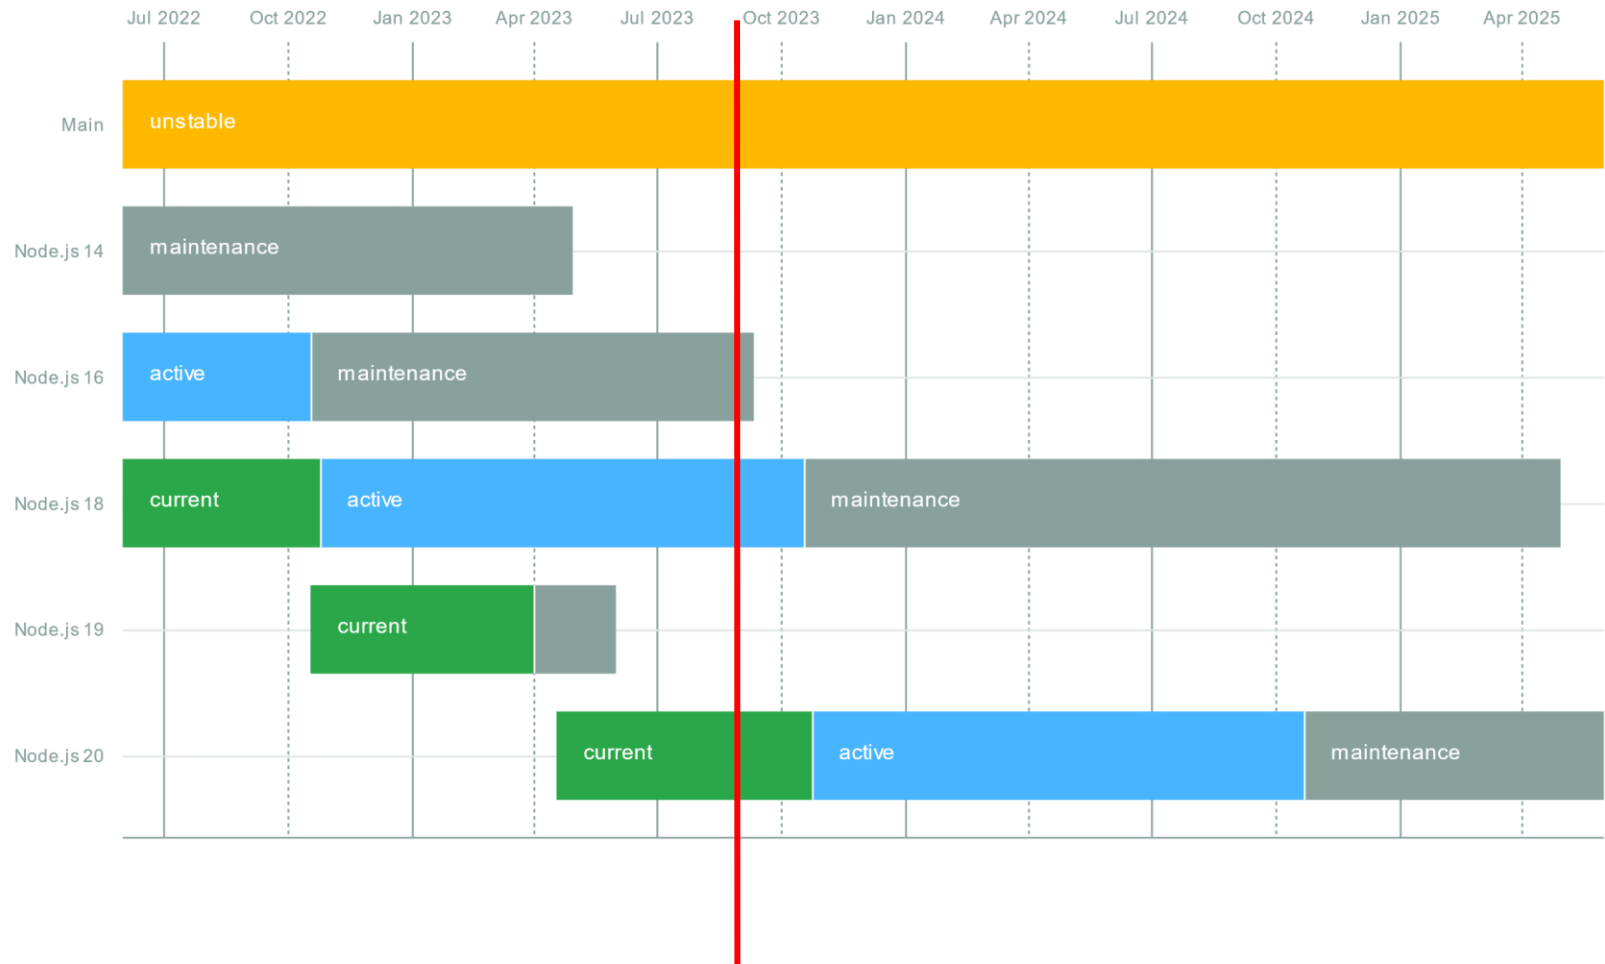 Jul 2022 Oct 2022 Jan 2023 Apr 2023 Jul 2023 Oct 2023 Jan 2024 Apr 2024 Jul 2024 Oct 2024 Jan 2025 Apr 2025
Main unstable
Node.js 14 maintenance
Node.js 16 active maintenance
Node.js 18 current active maintenance
Node.js 19 current
Node.js 20 current active maintenance